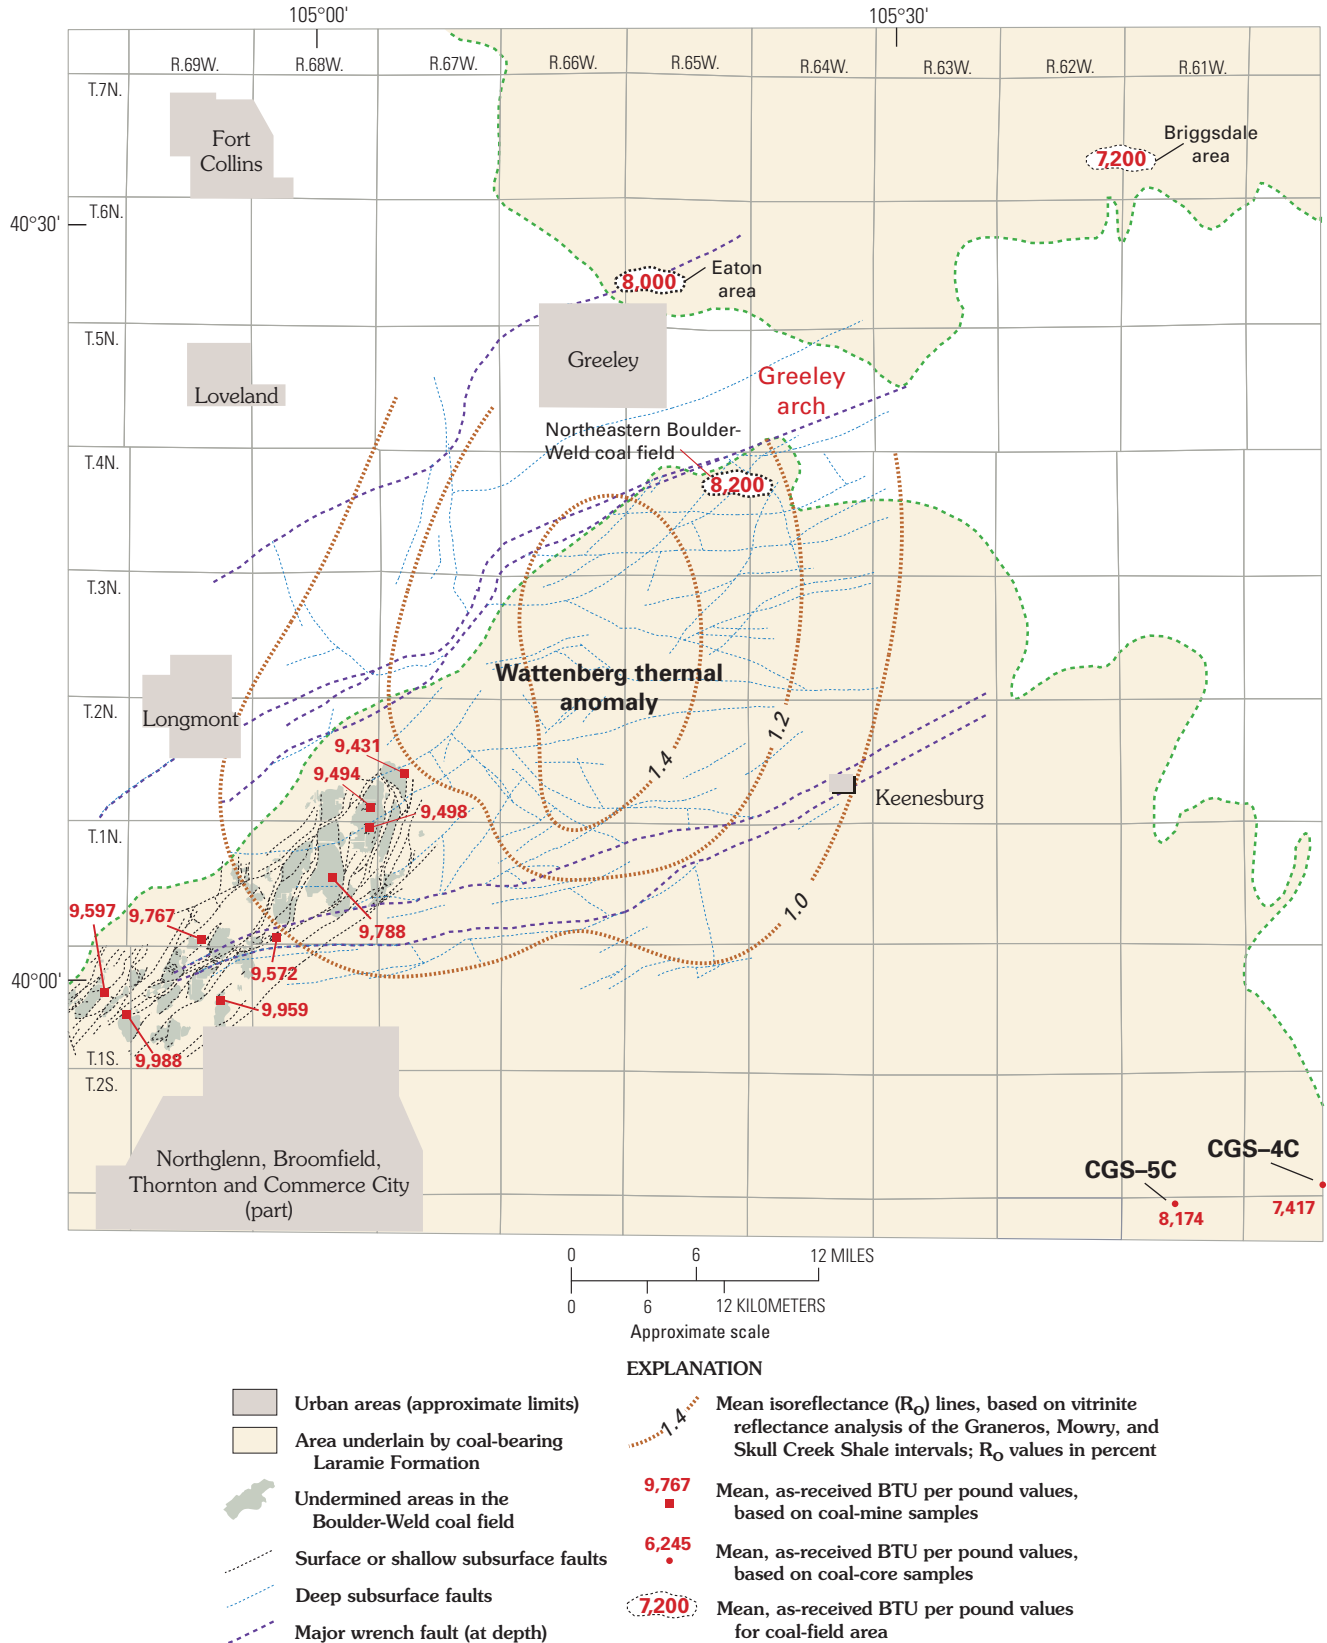 105°00'
105°30'
R.69W.
R.68W.
R.67W.
R.66W.
R.65W.
R.64W.
R.63W.
R.62W.
R.61W.
T.7N.
Fort
Collins
Briggsdale
area
7,200
T.6N.
40°30'
Eaton
area
8,000
T.5N.
Greeley
Loveland
Greeley
arch
Northeastern Boulder-
Weld coal field
T.4N.
8,200
T.3N.
Wattenberg thermal
anomaly
T.2N.
Longmont
1.2
9,431
1.4
9,494
Keenesburg
9,498
T.1N.
1.0
9,597
9,767
9,788
9,572
40°00'
9,959
T.1S.
9,988
T.2S.
Northglenn, Broomfield,
Thornton and Commerce City
(part)
CGS–4C
CGS–5C
7,417
8,174
0 6 12 MILES
0 6 12 KILOMETERS
Approximate scale
EXPLANATION
Urban areas (approximate limits)
Area underlain by coal-bearing
Laramie Formation
Undermined areas in the
Boulder-Weld coal field
Surface or shallow subsurface faults
Deep subsurface faults
Major wrench fault (at depth)
1.4
Mean isoreflectance (Ro) lines, based on vitrinite
reflectance analysis of the Graneros, Mowry, and
Skull Creek Shale intervals; Ro values in percent
9,767
Mean, as-received BTU per pound values,
based on coal-mine samples
6,245
Mean, as-received BTU per pound values,
based on coal-core samples
7,200
Mean, as-received BTU per pound values
for coal-field area